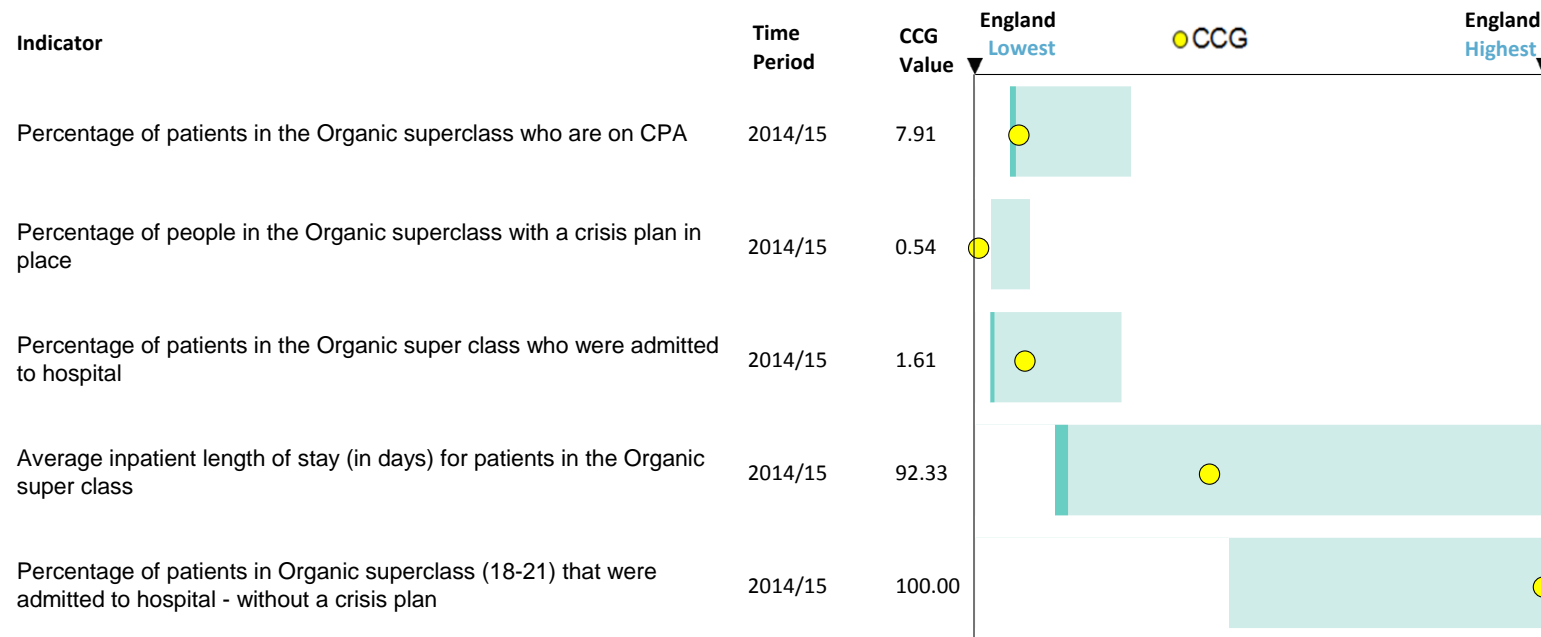 Indicator
Time
Period
CCG
Value
England
Lowest
CCG
England
Highest
Percentage of patients in the Organic superclass who are on CPA
2014/15
7.91
Percentage of people in the Organic superclass with a crisis plan in
place
2014/15
0.54
Percentage of patients in the Organic super class who were admitted
to hospital
2014/15
1.61
Average inpatient length of stay (in days) for patients in the Organic
super class
2014/15
92.33
Percentage of patients in Organic superclass (18-21) that were
admitted to hospital - without a crisis plan
2014/15
100.00